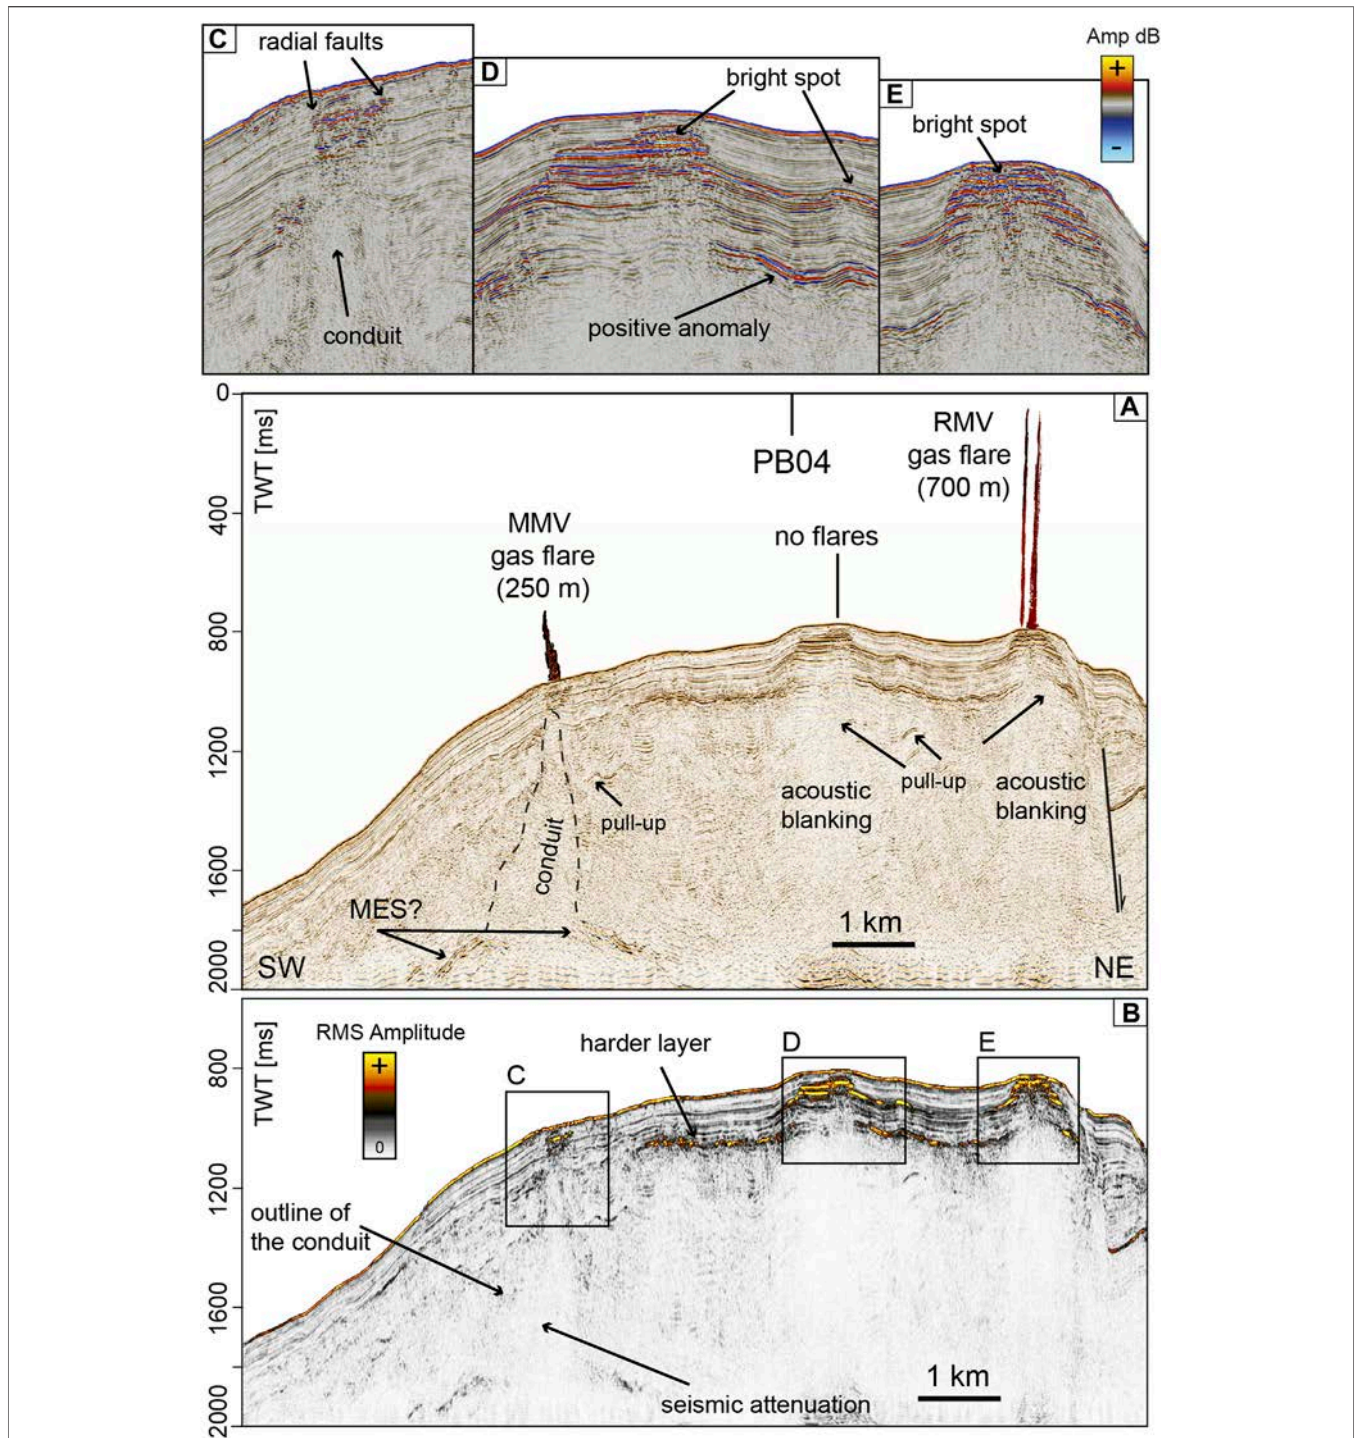 C
radial faults
conduit
D
bright spot
positive anomaly
E
bright spot
Amp dB
+
-
A
0
400
800
1200
1600
2000
TWT [ms]
MMV
gas flare
(250 m)
PB04
no flares
RMV
gas flare
(700 m)
pull-up
conduit
acoustic
blanking
pull-up
acoustic
blanking
MES?
1 km
SW
NE
B
800
1200
1600
2000
TWT [ms]
RMS Amplitude
+
0
harder layer
C
D
E
outline of
the conduit
seismic attenuation
1 km